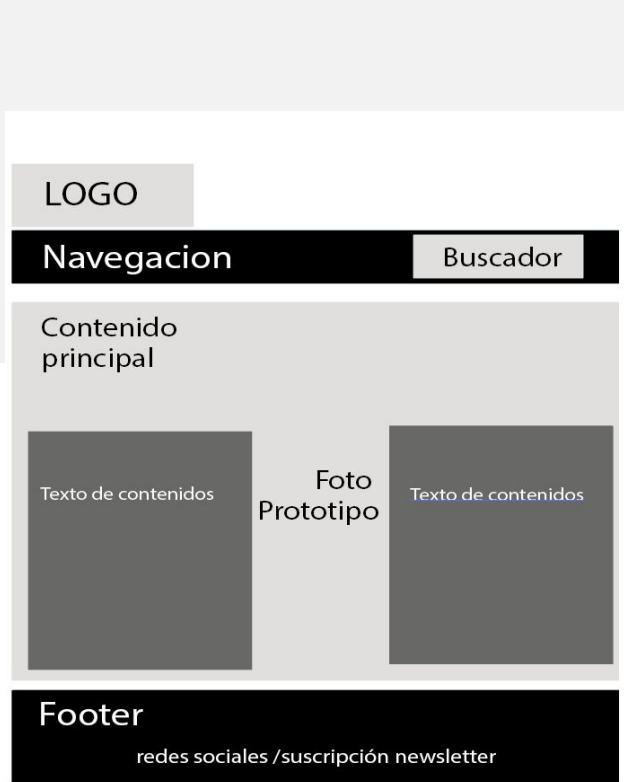 LOGO
Navegacion
Buscador
Contenido
principal
Texto de contenidos
Foto
Prototipo
Texto de contenidos
Footer
redes sociales /suscripción newsletter